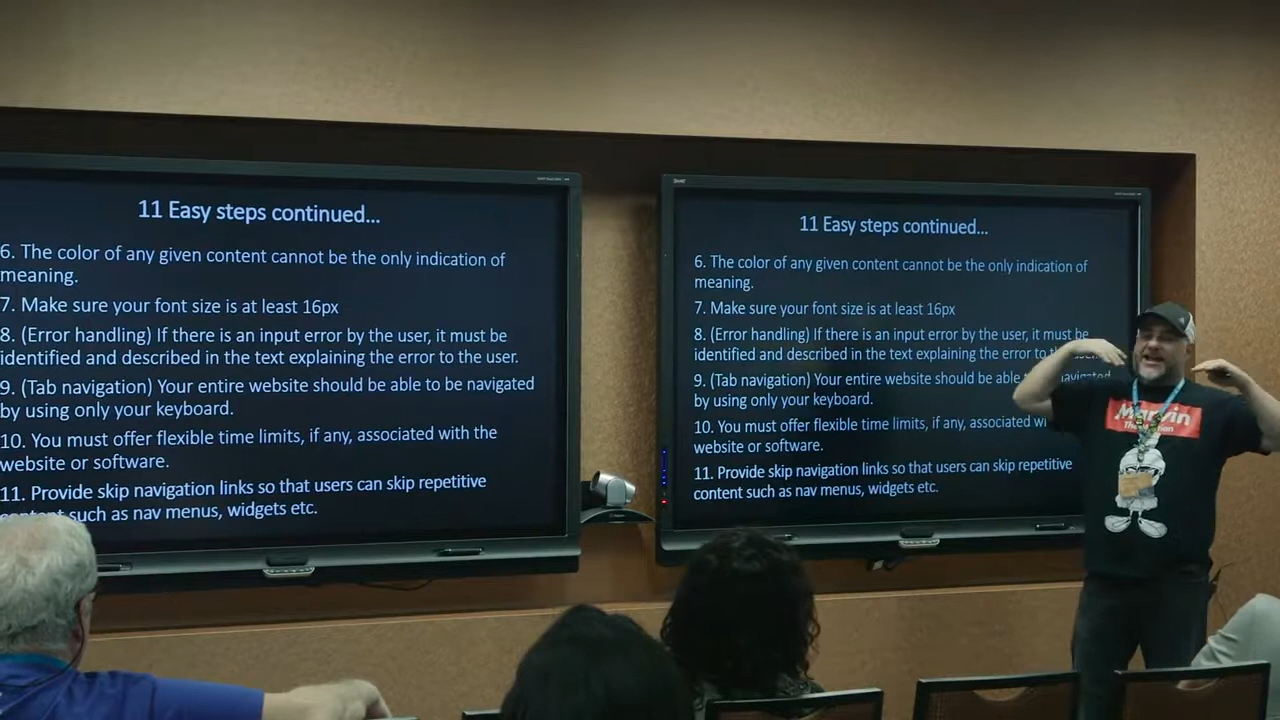 11 Easy steps continued...
6. The color of any given content cannot be the only indication of
meaning.
7. Make sure your font size is at least 16px
8. (Error handling) If there is an input error by the user, it must be
identified and described in the text explaining the error to the user.
9. (Tab navigation) Your entire website should be able to be navigated
by using only your keyboard.
10. You must offer flexible time limits, if any, associated with the
website or software.
11. Provide skip navigation links so that users can skip repetitive
content such as nav menus, widgets etc.
11 Easy steps continued...
6. The color of any given content cannot be the only indication of
meaning.
7. Make sure your font size is at least 16px
8. (Error handling) If there is an input error by the user, it must be
identified and described in the text explaining the error to
9. (Tab navigation) Your entire website should be able navigated
by using only your keyboard.
10. You must offer flexible time limits, if any, associated
website or software.
11. Provide skip navigation links so that users can skip repetitive
content such as nav menus, widgets etc.
Marvin